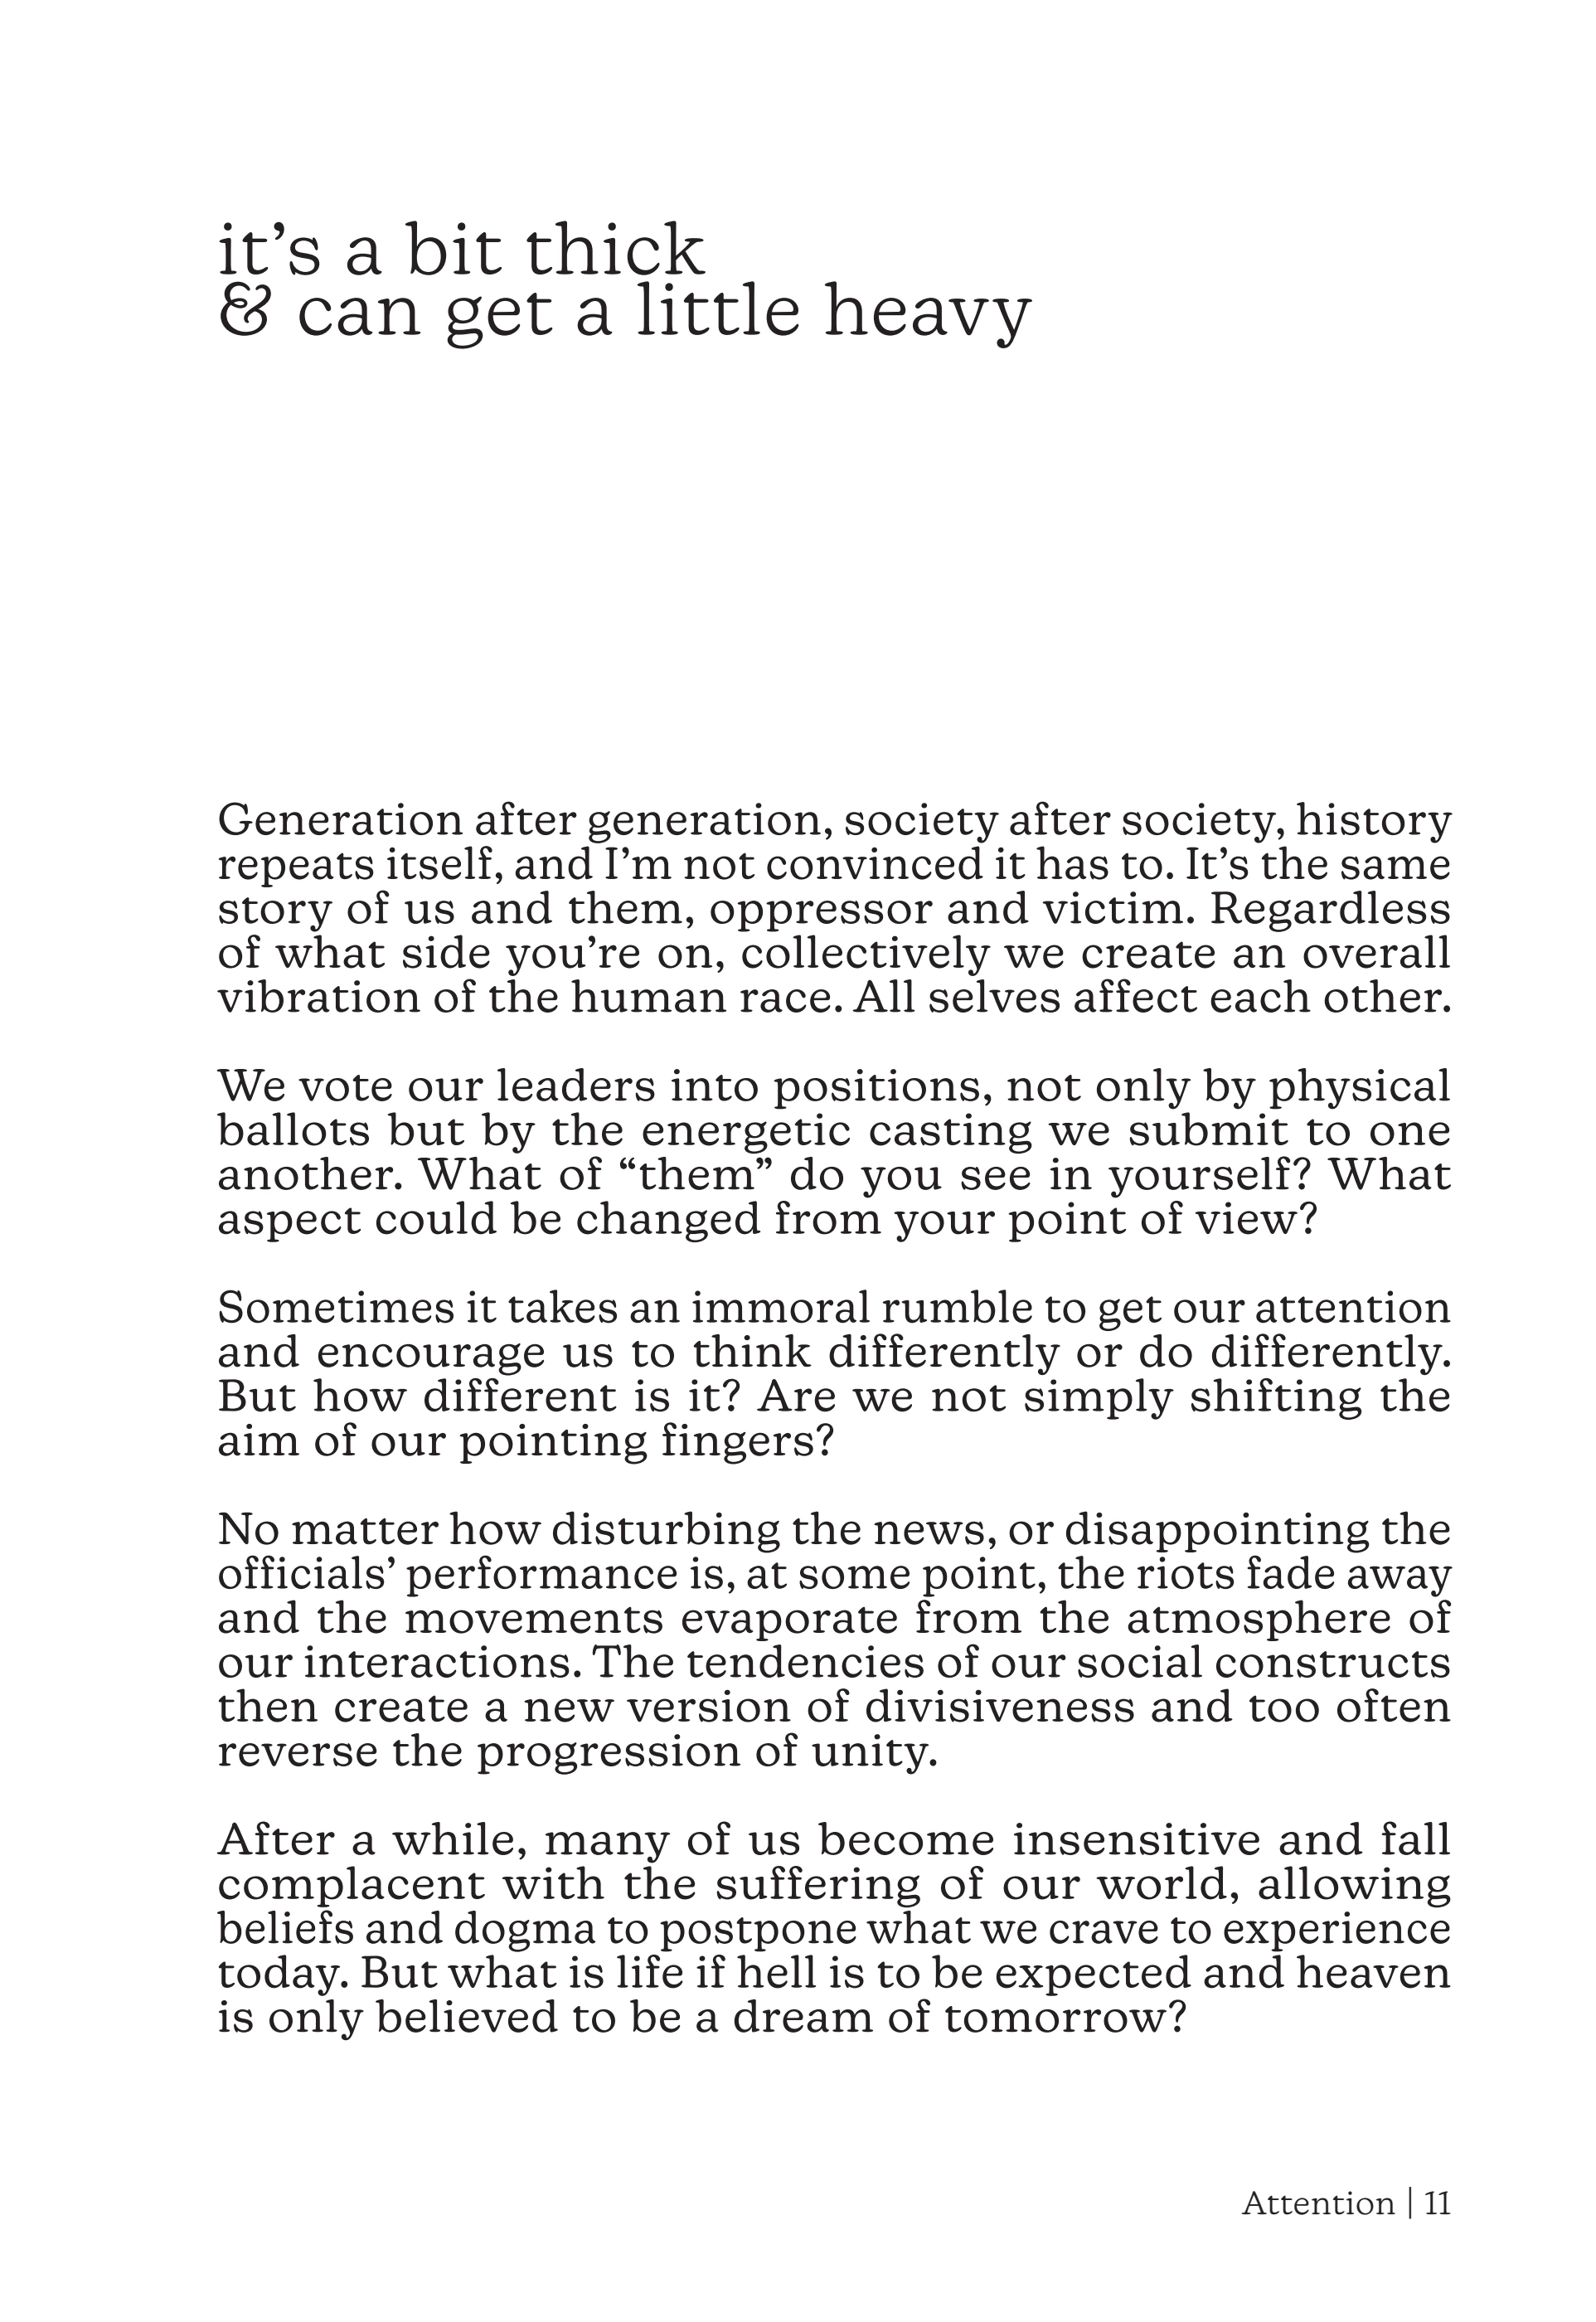 it’s a bit thick
& can get a little heavy
Generation after generation, society after society, history
repeats itself, and I’m not convinced it has to. It’s the same
story of us and them, oppressor and victim. Regardless
of what side you’re on, collectively we create an overall
vibration of the human race. All selves affect each other.
We vote our leaders into positions, not only by physical
ballots but by the energetic casting we submit to one
another. What of “them” do you see in yourself? What
aspect could be changed from your point of view?
Sometimes it takes an immoral rumble to get our attention
and encourage us to think differently or do differently.
But how different is it? Are we not simply shifting the
aim of our pointing fingers?
No matter how disturbing the news, or disappointing the
officials’ performance is, at some point, the riots fade away
and the movements evaporate from the atmosphere of
our interactions. The tendencies of our social constructs
then create a new version of divisiveness and too often
reverse the progression of unity.
After a while, many of us become insensitive and fall
complacent with the suffering of our world, allowing
beliefs and dogma to postpone what we crave to experience
today. But what is life if hell is to be expected and heaven
is only believed to be a dream of tomorrow?
Attention | 11